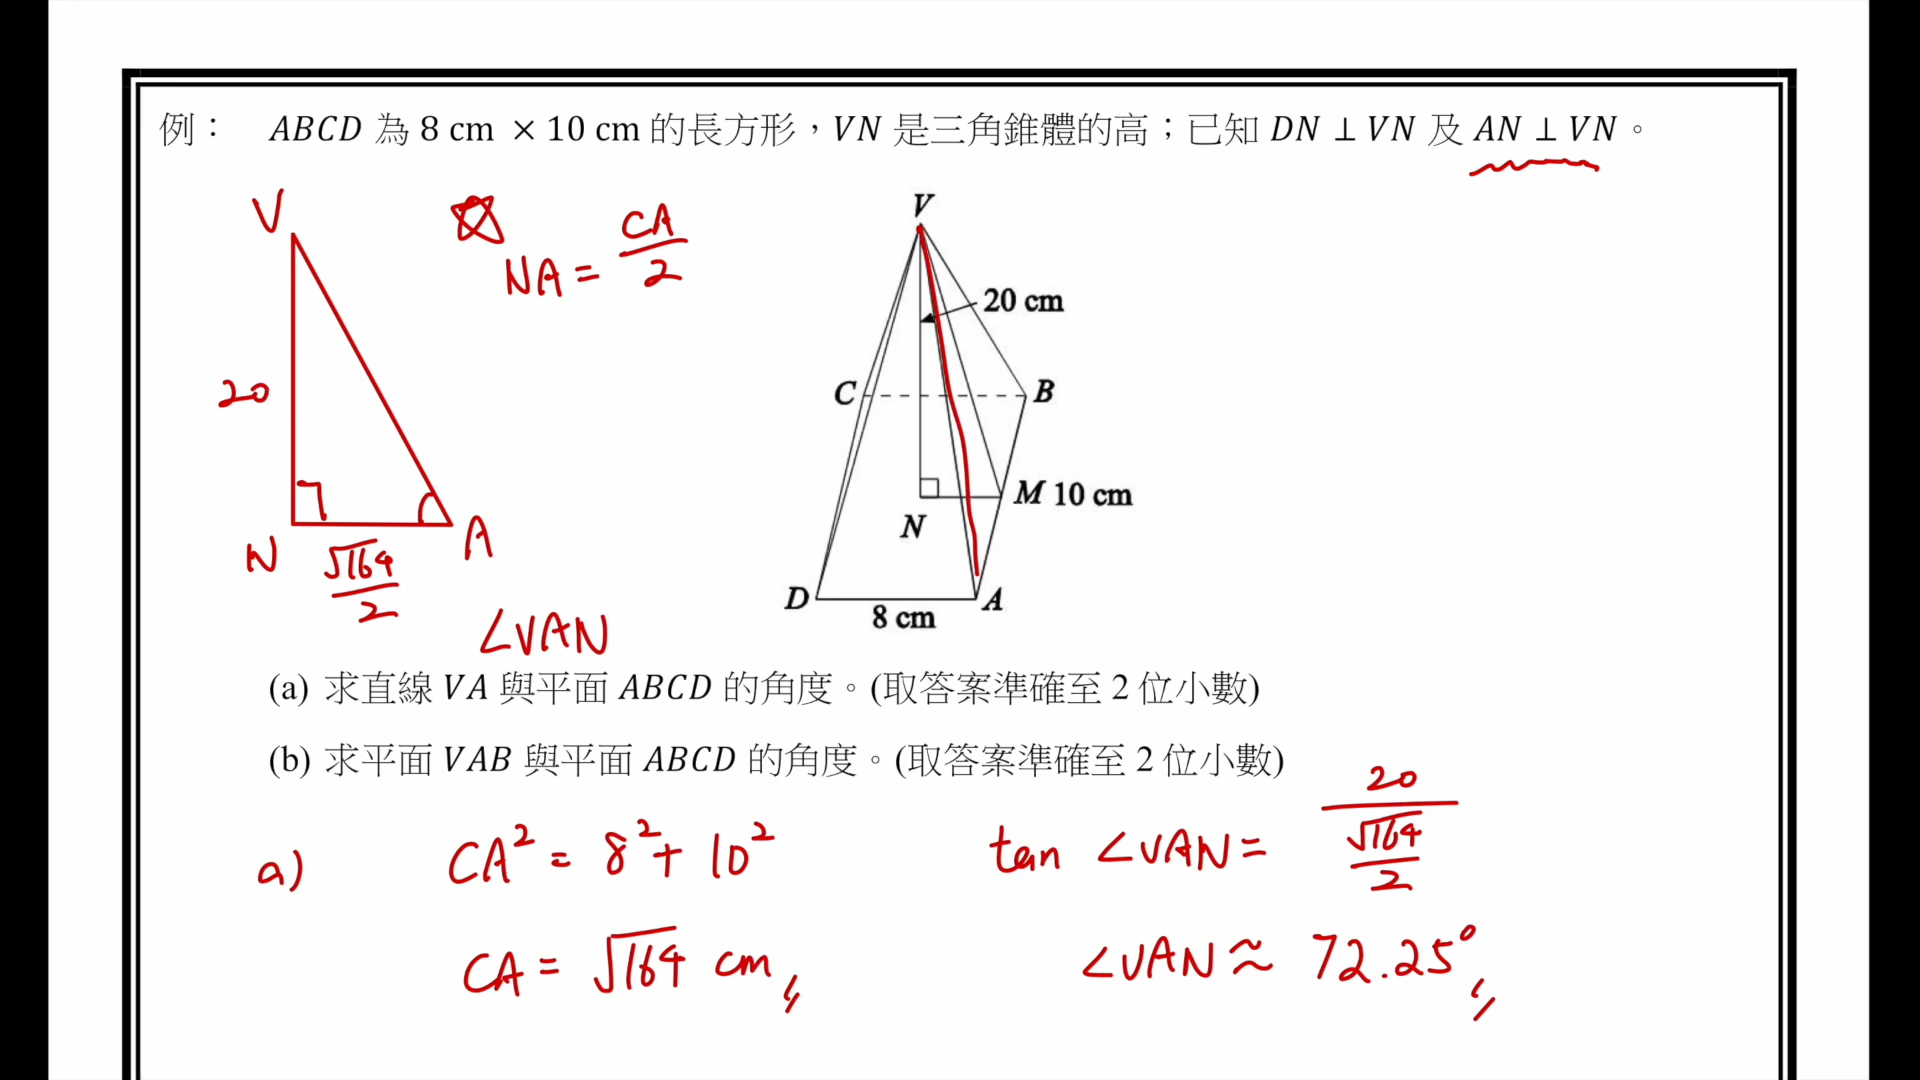 例： ABCD 為 8 cm × 10 cm 的長方形，VN 是三角錐體的高；已知 DN ⊥ VN 及 AN ⊥ VN。
V
NA = CA/2
V
20 cm
20
C
B
M 10 cm
N
N
√164/2
A
D
A
8 cm
∠VAN
(a) 求直線 VA 與平面 ABCD 的角度。(取答案準確至 2 位小數)
(b) 求平面 VAB 與平面 ABCD 的角度。(取答案準確至 2 位小數)
a) CA² = 8² + 10²
tan ∠VAN = 20/(√164/2)
CA = √164 cm
∠VAN ≈ 72.25°